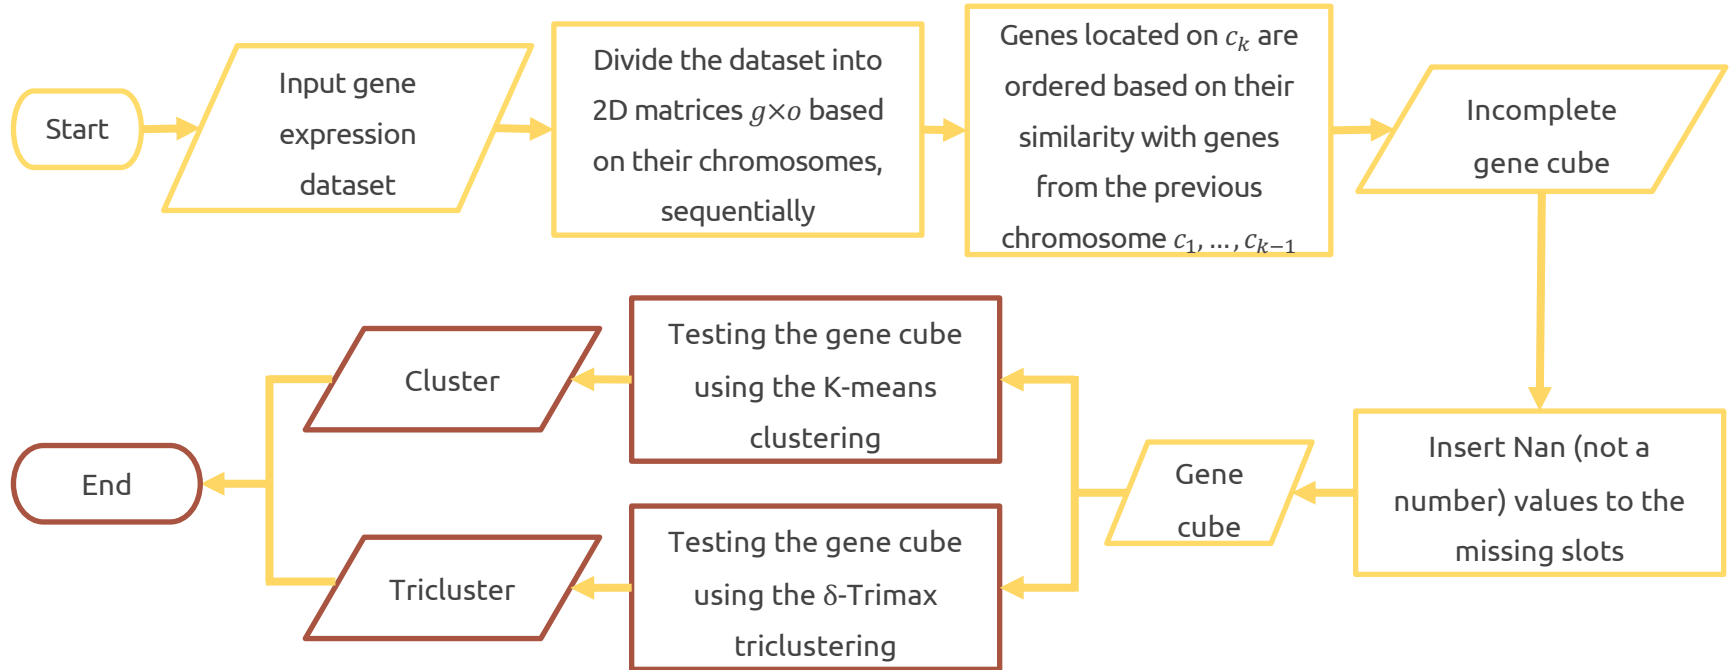 Start
Input gene
expression
dataset
Divide the dataset into
2D matrices g×o based
on their chromosomes,
sequentially
Genes located on cₖ are
ordered based on their
similarity with genes
from the previous
chromosome c₁, …, cₖ₋₁
Incomplete
gene cube
Insert Nan (not a
number) values to the
missing slots
Gene
cube
Testing the gene cube
using the K-means
clustering
Cluster
Testing the gene cube
using the δ-Trimax
triclustering
Tricluster
End